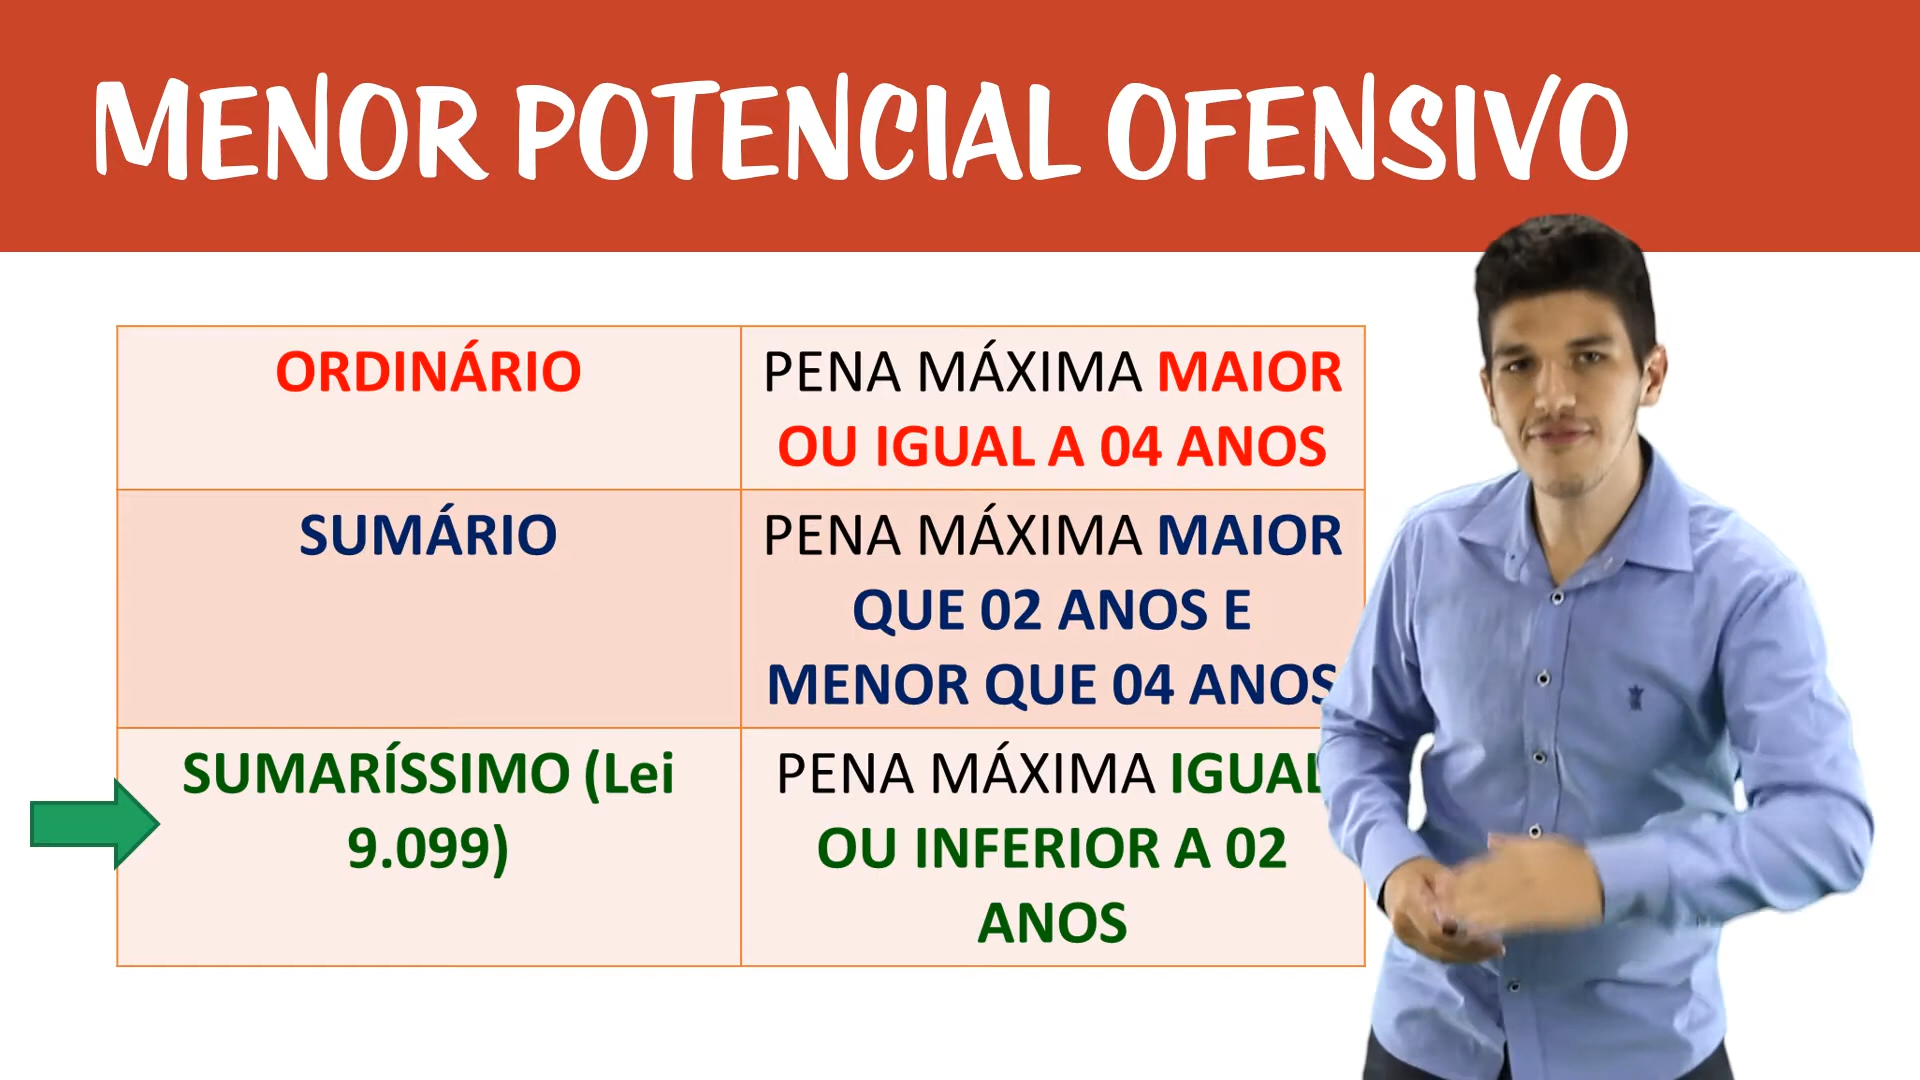 MENOR POTENCIAL OFENSIVO
ORDINÁRIO
PENA MÁXIMA MAIOR
OU IGUAL A 04 ANOS
SUMÁRIO
PENA MÁXIMA MAIOR
QUE 02 ANOS E
MENOR QUE 04 ANOS
SUMARÍSSIMO (Lei
9.099)
PENA MÁXIMA IGUAL
OU INFERIOR A 02
ANOS